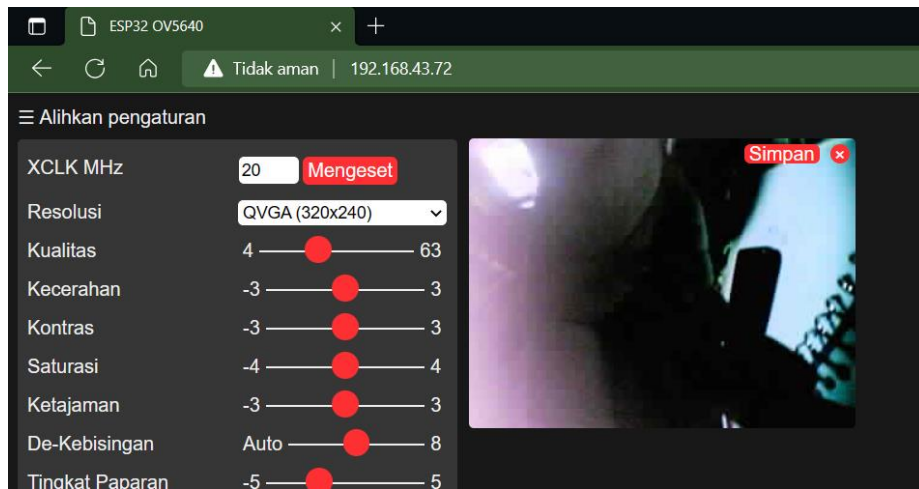 ESP32 OV5640
Tidak aman | 192.168.43.72
☰ Alihkan pengaturan
XCLK MHz 20 Mengeset
Resolusi QVGA (320x240)
Kualitas 4 63
Kecerahan -3 3
Kontras -3 3
Saturasi -4 4
Ketajaman -3 3
De-Kebisingan Auto 8
Tingkat Paparan -5 5
Simpan ×